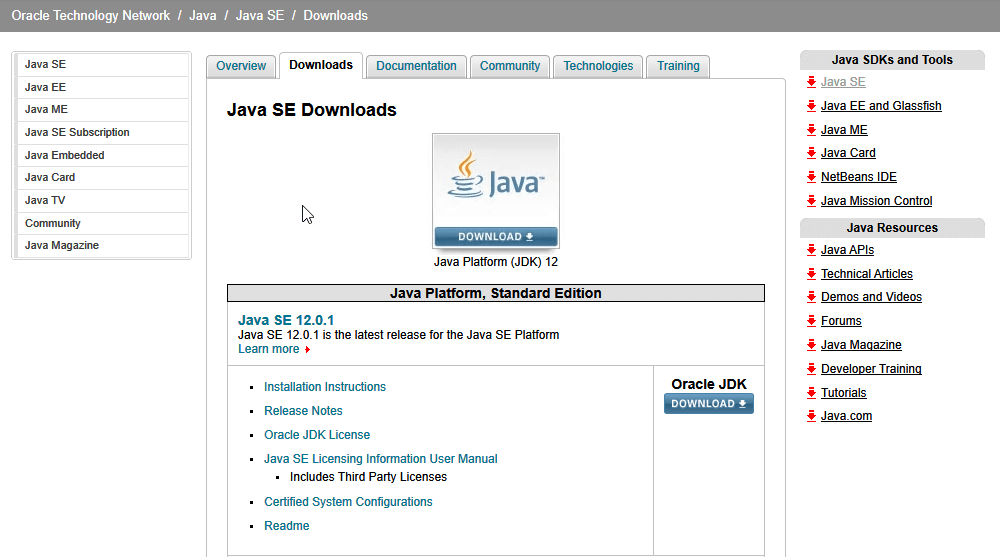 Oracle Technology Network / Java / Java SE / Downloads
Java SE
Java EE
Java ME
Java SE Subscription
Java Embedded
Java Card
Java TV
Community
Java Magazine
Overview
Downloads
Documentation
Community
Technologies
Training
Java SE Downloads
Java™
DOWNLOAD
Java Platform (JDK) 12
Java Platform, Standard Edition
Java SE 12.0.1
Java SE 12.0.1 is the latest release for the Java SE Platform
Learn more
Installation Instructions
Release Notes
Oracle JDK License
Java SE Licensing Information User Manual
Includes Third Party Licenses
Certified System Configurations
Readme
Oracle JDK
DOWNLOAD
Java SDKs and Tools
Java SE
Java EE and Glassfish
Java ME
Java Card
NetBeans IDE
Java Mission Control
Java Resources
Java APIs
Technical Articles
Demos and Videos
Forums
Java Magazine
Developer Training
Tutorials
Java.com